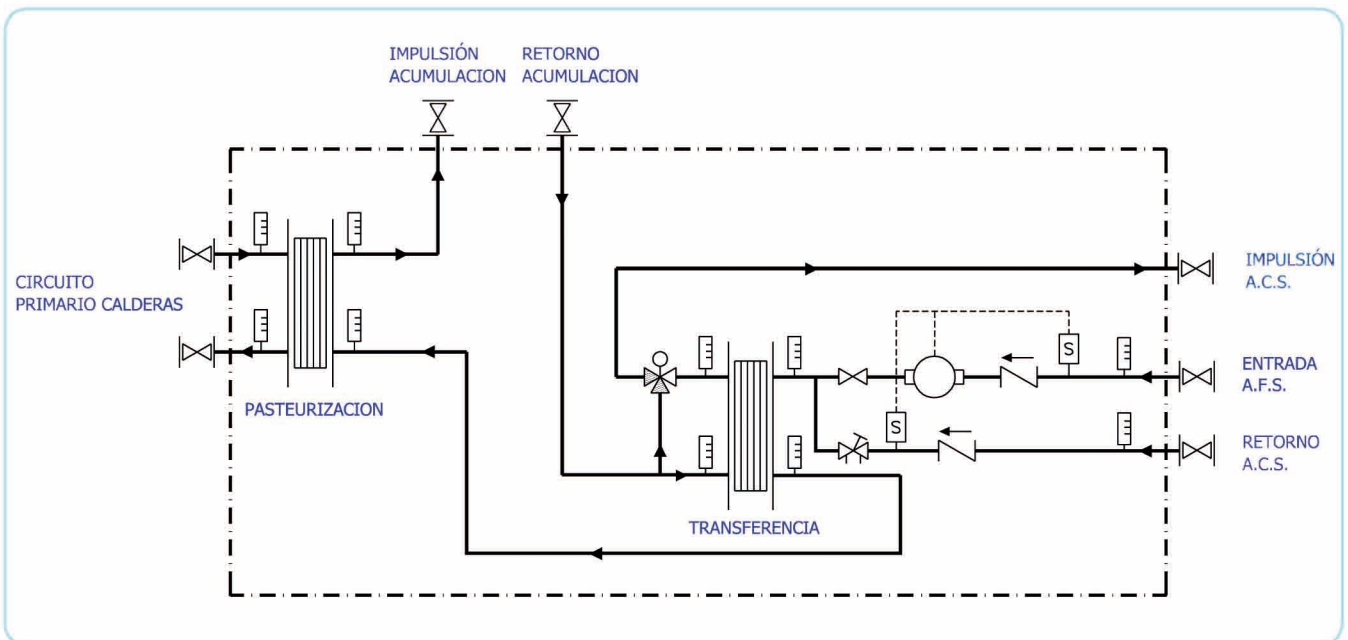 IMPULSIÓN
ACUMULACION
RETORNO
ACUMULACION
CIRCUITO
PRIMARIO CALDERAS
PASTEURIZACION
IMPULSIÓN
A.C.S.
S
ENTRADA
A.F.S.
S
RETORNO
A.C.S.
TRANSFERENCIA